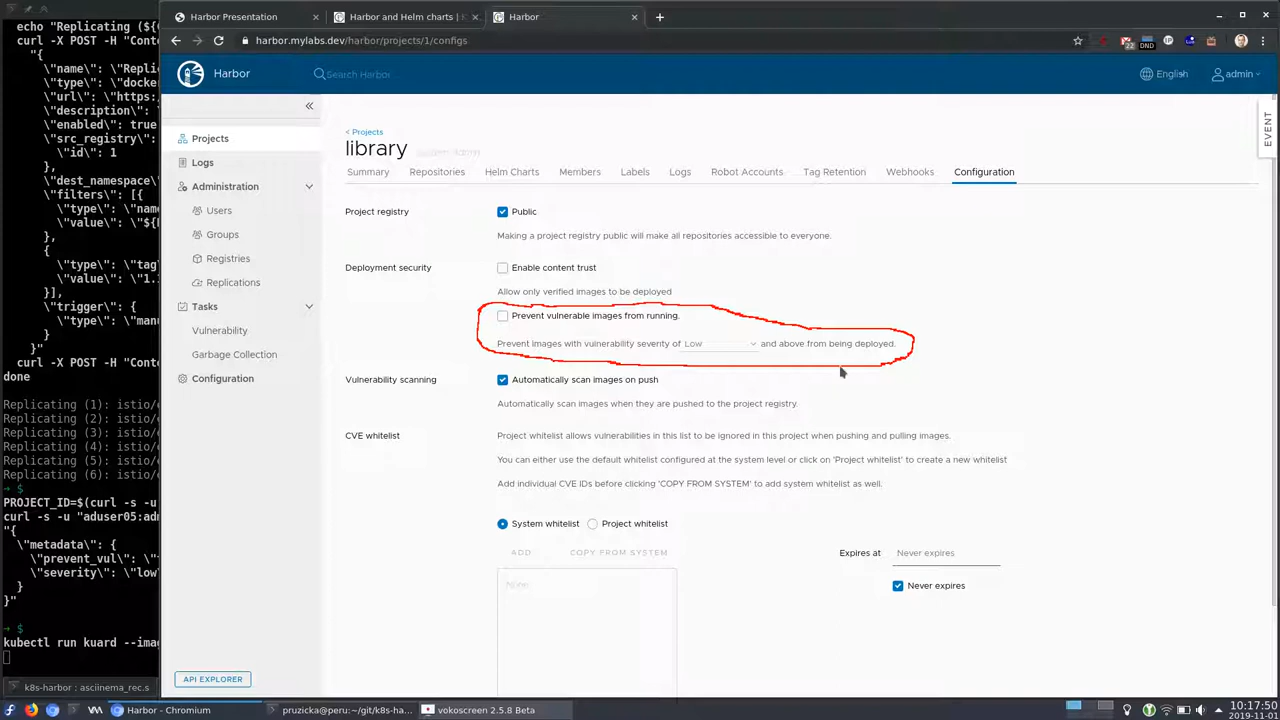 Harbor Presentation
Harbor and Helm charts |
Harbor
harbor.mylabs.dev/harbor/projects/1/configs
22
DND
Harbor
Search Harbor...
English
admin
EVENT
Projects
Logs
Administration
Users
Groups
Registries
Replications
Tasks
Vulnerability
Garbage Collection
Configuration
API EXPLORER
< Projects
library
Summary Repositories Helm Charts Members Labels Logs Robot Accounts Tag Retention Webhooks Configuration
Project registry
Public
Making a project registry public will make all repositories accessible to everyone.
Deployment security
Enable content trust
Allow only verified images to be deployed
Prevent vulnerable images from running.
Prevent images with vulnerability severity of Low and above from being deployed.
Vulnerability scanning
Automatically scan images on push
Automatically scan images when they are pushed to the project registry.
CVE whitelist
Project whitelist allows vulnerabilities in this list to be ignored in this project when pushing and pulling images.
You can either use the default whitelist configured at the system level or click on 'Project whitelist' to create a new whitelist
Add individual CVE IDs before clicking 'COPY FROM SYSTEM' to add system whitelist as well.
System whitelist Project whitelist
ADD COPY FROM SYSTEM
None
Expires at Never expires
Never expires
echo "Replicating (${
curl -X POST -H "Conte
"{
\"name\": \"Repli
\"type\": \"docke
\"url\": \"https:
\"description\":
\"enabled\": true
\"src_registry\":
\"id\": 1
},
\"dest_namespace\
\"filters\": [{
\"type\": \"name
\"value\": \"${
},
{
\"type\": \"tag\
\"value\": \"1.
}],
\"trigger\": {
\"type\": \"manu
}
}"
curl -X POST -H "Conte
done
Replicating (1): istio/
Replicating (2): istio/
Replicating (3): istio/
Replicating (4): istio/
Replicating (5): istio/
Replicating (6): istio/
→ $
PROJECT_ID=$(curl -s -u
curl -s -u "aduser05:adm
"{
\"metadata\": {
\"prevent_vul\": \"
\"severity\": \"low\
}
}"
→ $
kubectl run kuard --imag
k8s-harbor : asciinema_rec.s
Harbor - Chromium
pruzicka@peru:~/git/k8s-ha...
vokoscreen 2.5.8 Beta
10:17:50
2019-11-01